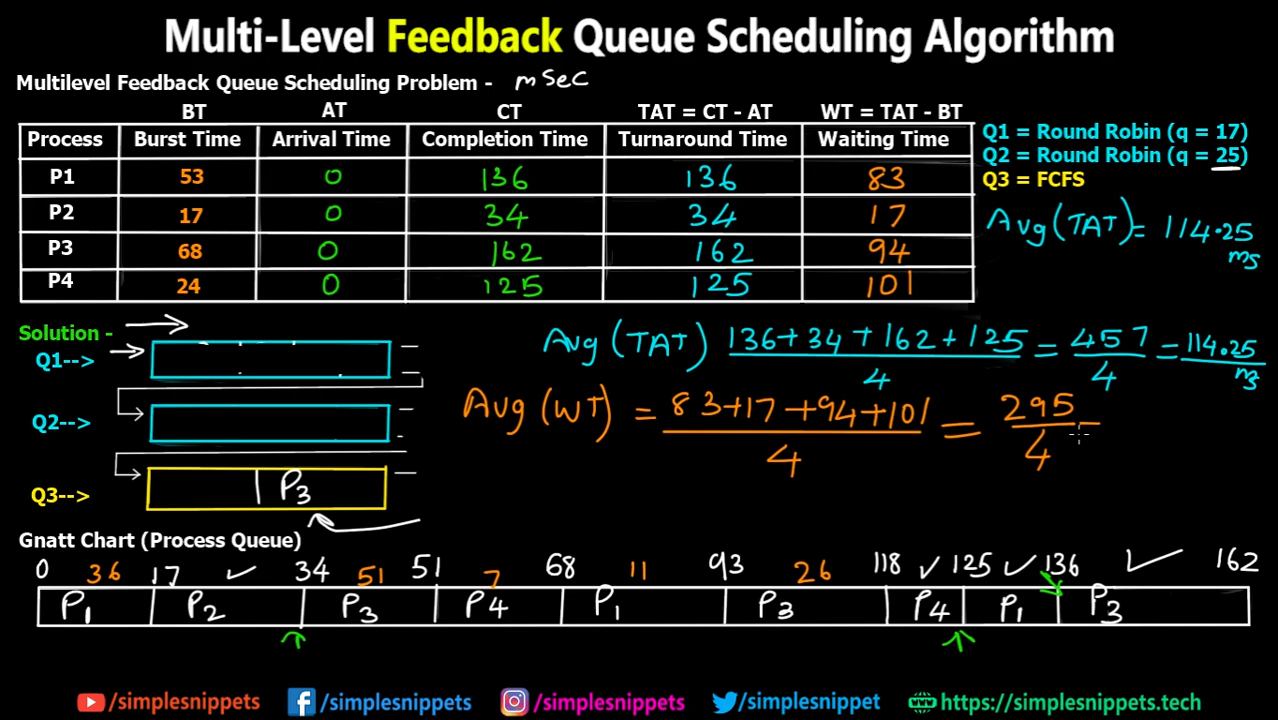 Multi-Level Feedback Queue Scheduling Algorithm
Multilevel Feedback Queue Scheduling Problem - mSec
BT AT CT TAT = CT - AT WT = TAT - BT
Process Burst Time Arrival Time Completion Time Turnaround Time Waiting Time
P1 53 0 136 136 83
P2 17 0 34 34 17
P3 68 0 162 162 94
P4 24 0 125 125 101
Q1 = Round Robin (q = 17)
Q2 = Round Robin (q = 25)
Q3 = FCFS
Avg(TAT)= 114.25
ms
Solution -
Q1-->
Q2-->
Q3--> P3
Avg(TAT) 136+34+162+125 = 457 = 114.25
4 4 ms
Avg(WT) = 83+17+94+101 = 295 =
4 4
Gnatt Chart (Process Queue)
0 36 17 34 51 51 7 68 11 93 26 118 125 136 162
P1 P2 P3 P4 P1 P3 P4 P1 P3
/simplesnippets /simplesnippets /simplesnippets /simplesnippets https://simplesnippets.tech